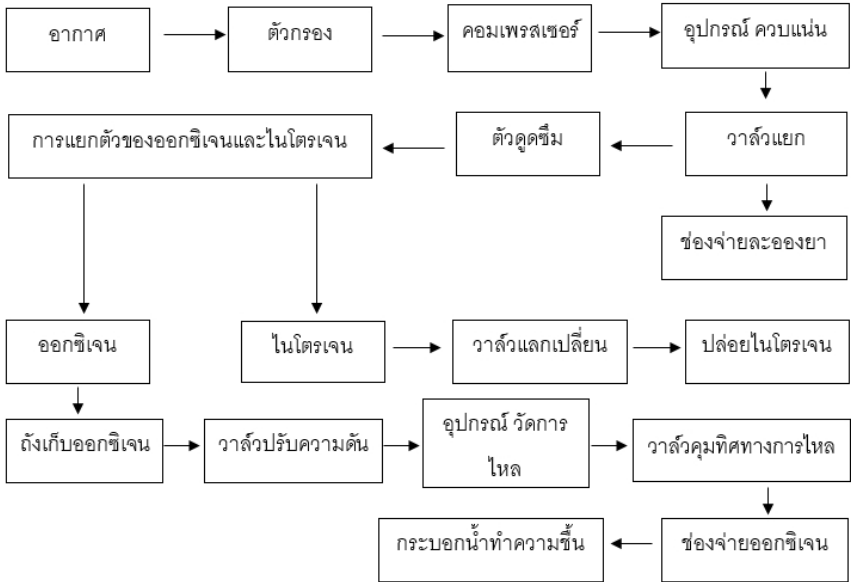 อากาศ
ตัวกรอง
คอมเพรสเซอร์
อุปกรณ์ ควบแน่น
การแยกตัวของออกซิเจนและไนโตรเจน
ตัวดูดซึม
วาล์วแยก
ช่องจ่ายละอองยา
ออกซิเจน
ไนโตรเจน
วาล์วแลกเปลี่ยน
ปล่อยไนโตรเจน
ถังเก็บออกซิเจน
วาล์วปรับความดัน
อุปกรณ์ วัดการ
ไหล
วาล์วคุมทิศทางการไหล
กระบอกน้ำทำความชื้น
ช่องจ่ายออกซิเจน